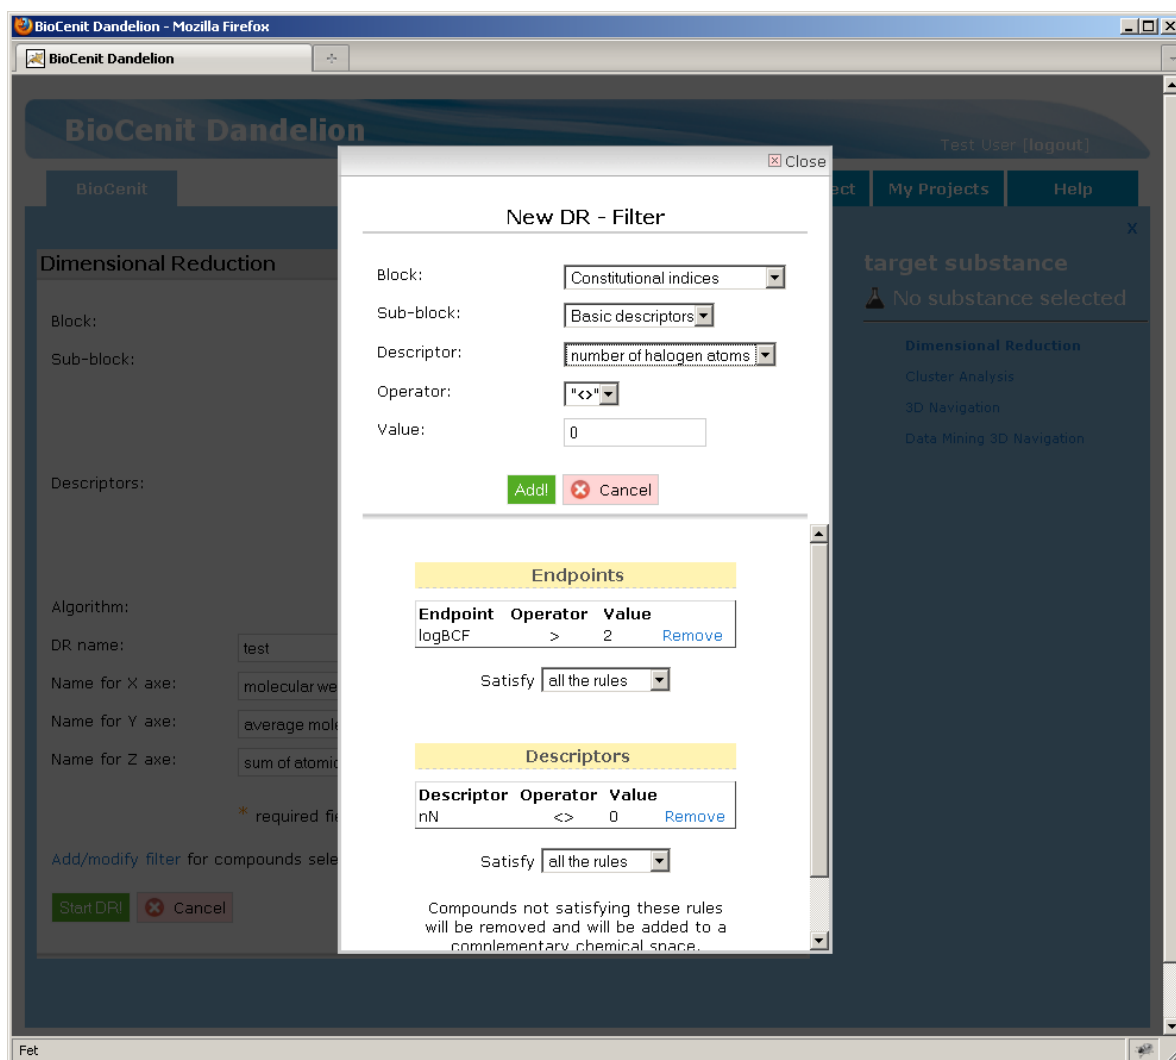 BioCenit Dandelion - Mozilla Firefox
BioCenit Dandelion
BioCenit Dandelion
Test User [logout]
BioCenit
ect
My Projects
Help
Close
New DR - Filter
Block:
Constitutional indices
Sub-block:
Basic descriptors
Descriptor:
number of halogen atoms
Operator:
"<>"
Value:
0
Add!
Cancel
Endpoints
Endpoint Operator Value
logBCF > 2 Remove
Satisfy all the rules
Descriptors
Descriptor Operator Value
nN <> 0 Remove
Satisfy all the rules
Compounds not satisfying these rules
will be removed and will be added to a
complementary chemical space.
Dimensional Reduction
Block:
Sub-block:
Descriptors:
Algorithm:
DR name: test
Name for X axe: molecular we
Name for Y axe: average mole
Name for Z axe: sum of atomic
* required fie
Add/modify filter for compounds sele
Start DR!
Cancel
X
target substance
No substance selected
Dimensional Reduction
Cluster Analysis
3D Navigation
Data Mining 3D Navigation
Fet